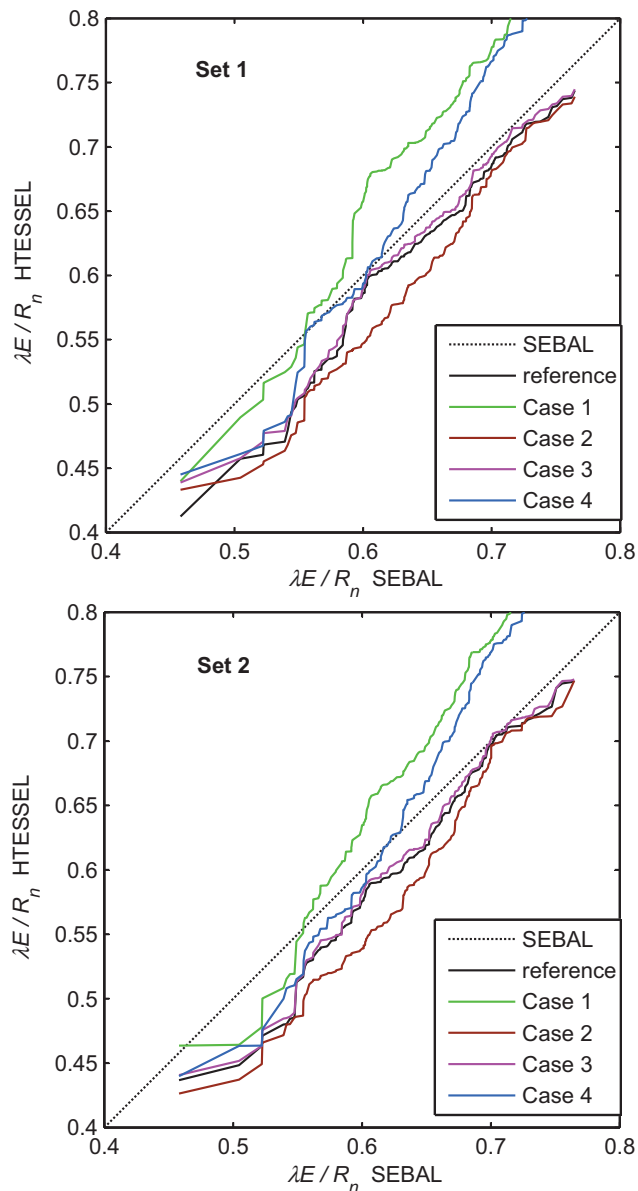 0.8
Set 1
0.75
0.7
0.65
0.6
0.55
0.5
0.45
0.4
λE / Rn HTESSEL
SEBAL
reference
Case 1
Case 2
Case 3
Case 4
0.4 0.5 0.6 0.7 0.8
λE / Rn SEBAL
0.8
Set 2
0.75
0.7
0.65
0.6
0.55
0.5
0.45
0.4
λE / Rn HTESSEL
SEBAL
reference
Case 1
Case 2
Case 3
Case 4
0.4 0.5 0.6 0.7 0.8
λE / Rn SEBAL